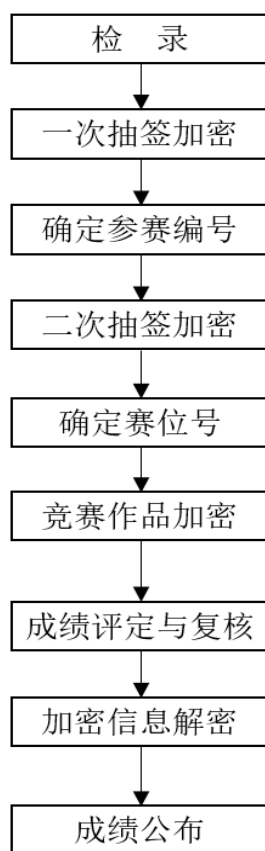 检 录
一次抽签加密
确定参赛编号
二次抽签加密
确定赛位号
竞赛作品加密
成绩评定与复核
加密信息解密
成绩公布